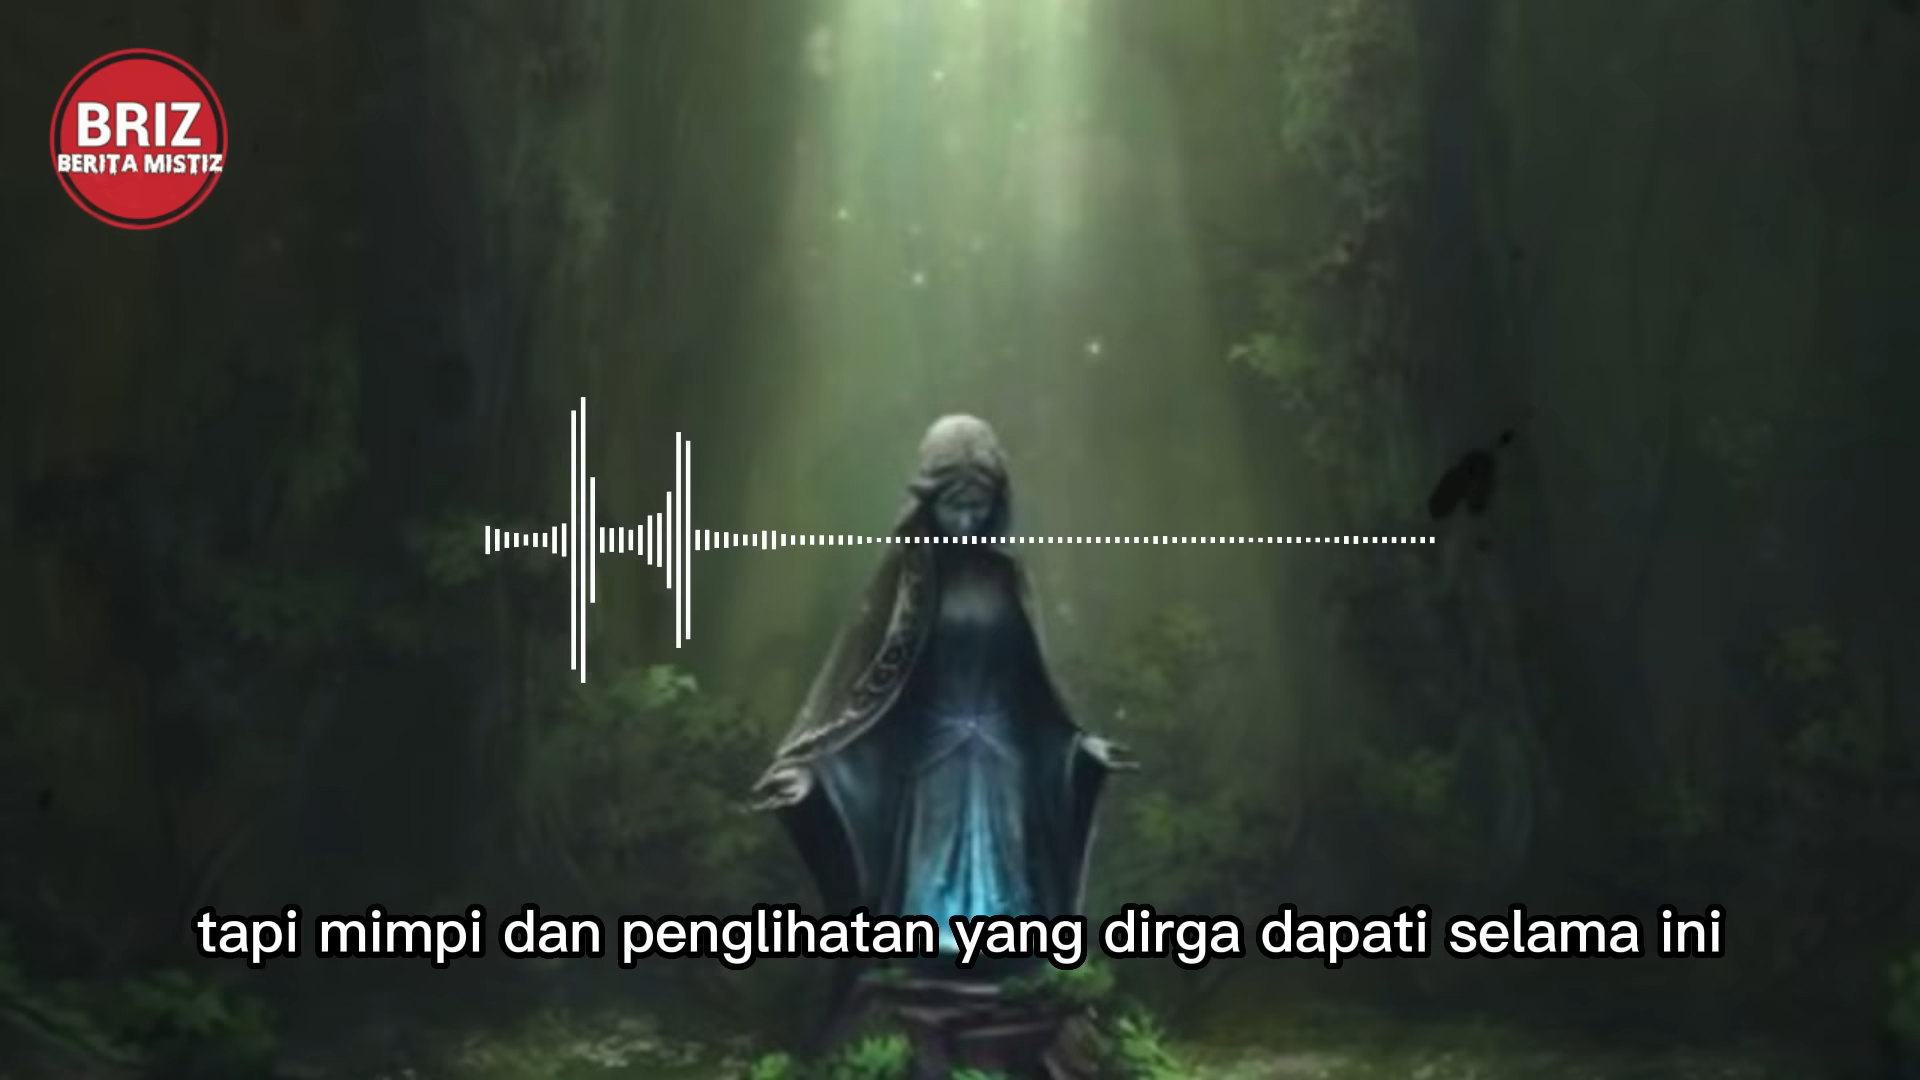 BRIZ
BERITA MISTIZ
tapi mimpi dan penglihatan yang dirga dapati selama ini